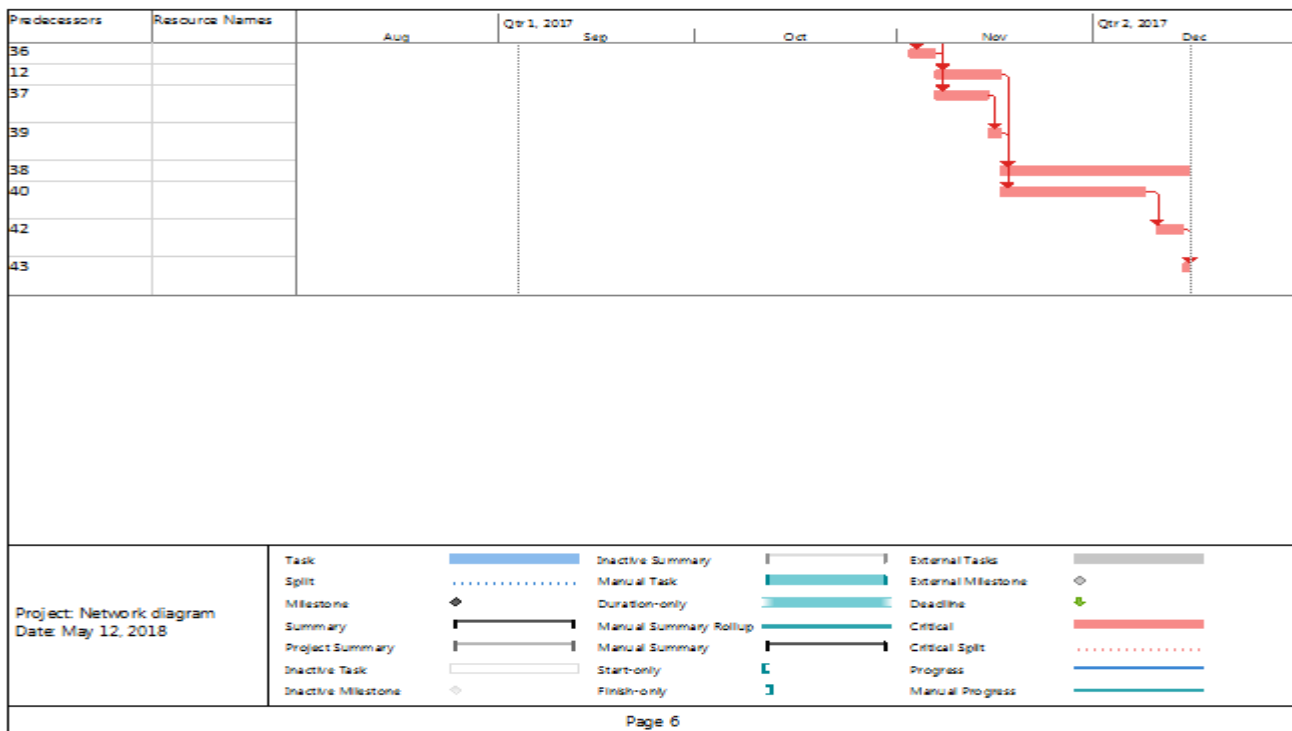 Predecessors Resource Names Qtr 1, 2017 Qtr 2, 2017
Aug Sep Oct Nov Dec
36
12
37
39
38
40
42
43
Task Inactive Summary External Tasks
Split Manual Task External Milestone
Milestone Duration-only Deadline
Summary Manual Summary Rollup Critical
Project Summary Manual Summary Critical Split
Inactive Task Start-only Progress
Inactive Milestone Finish-only Manual Progress
Project: Network diagram
Date: May 12, 2018
Page 6